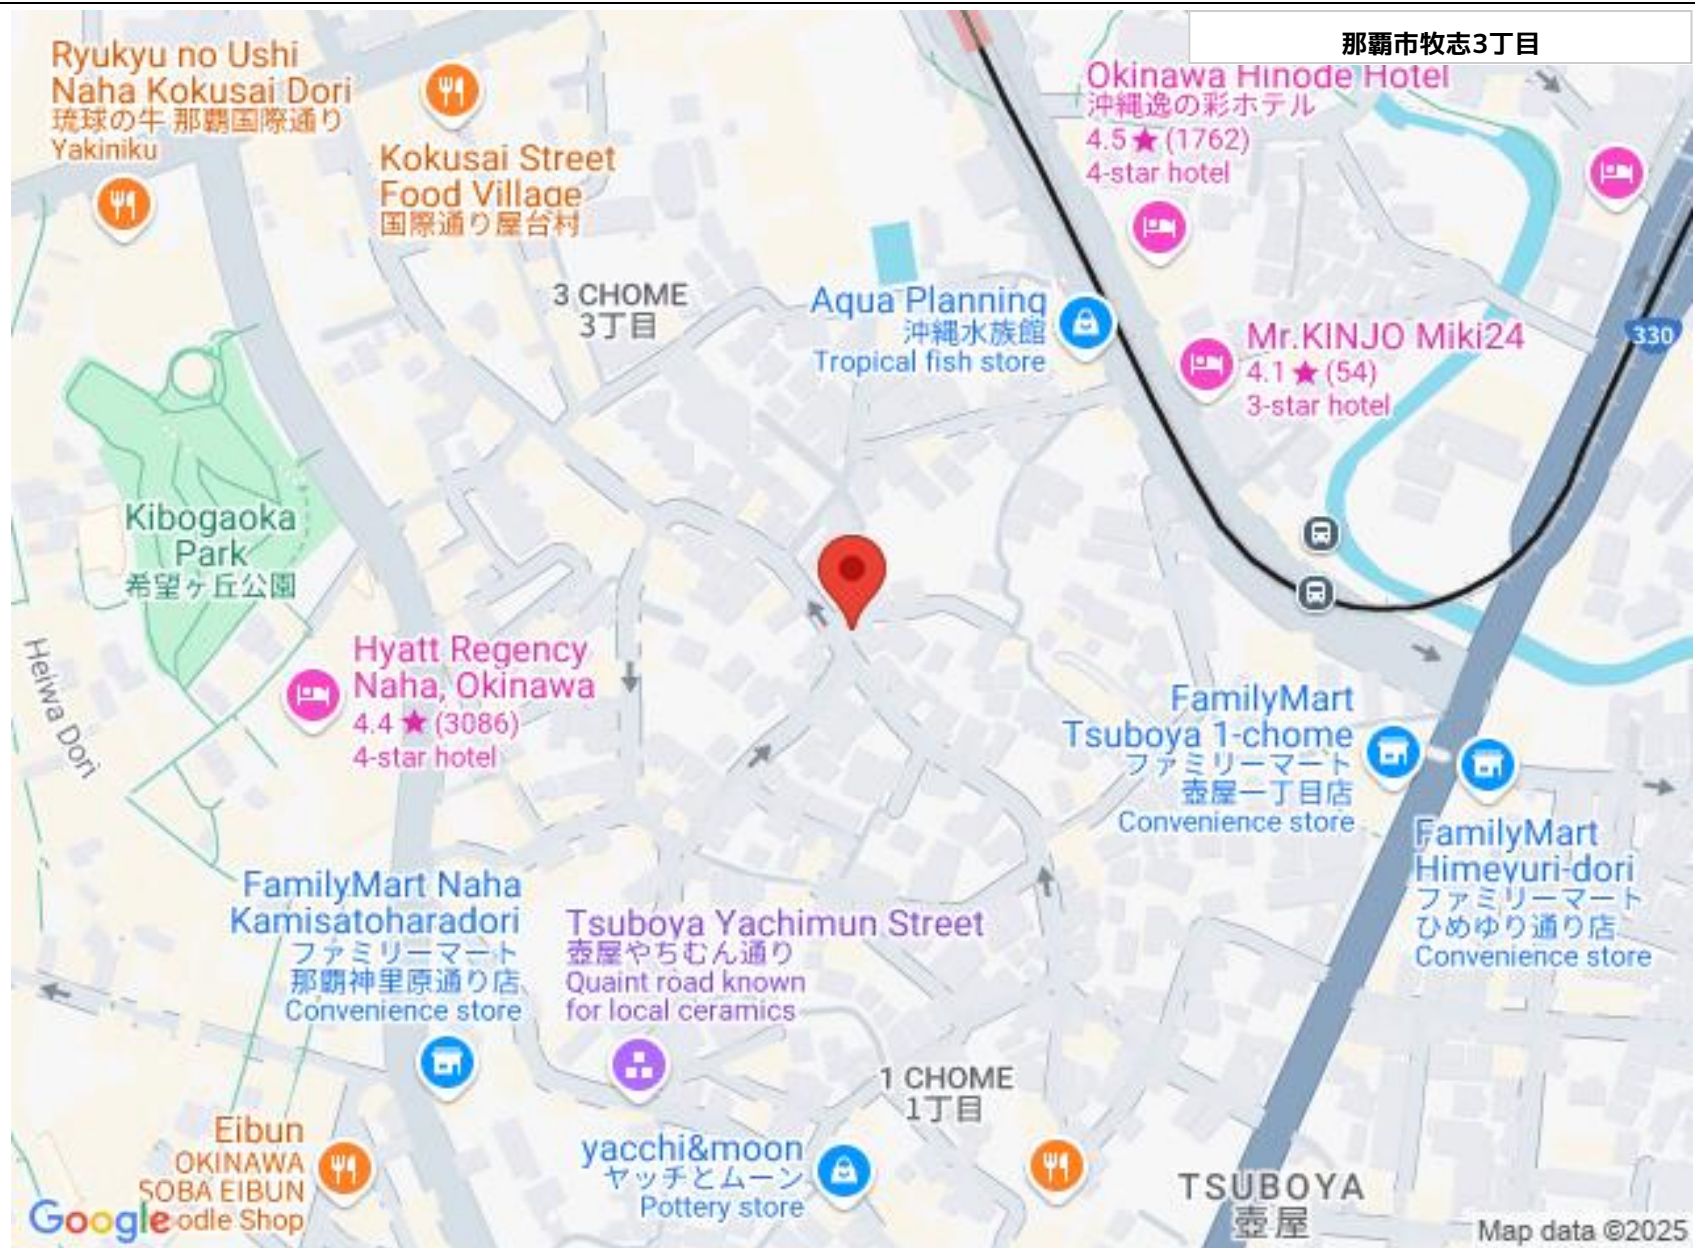 那覇市牧志3丁目
Ryukyu no Ushi
Naha Kokusai Dori
琉球の牛 那覇国際通り
Yakiniku
Kokusai Street
Food Village
国際通り屋台村
Okinawa Hinode Hotel
沖縄逸の彩ホテル
4.5★(1762)
4-star hotel
3 CHOME
3丁目
Aqua Planning
沖縄水族館
Tropical fish store
Mr.KINJO Miki24
4.1★(54)
3-star hotel
330
Kibogaoka
Park
希望ヶ丘公園
Heiwa Dori
Hyatt Regency
Naha, Okinawa
4.4★(3086)
4-star hotel
FamilyMart
Tsuboya 1-chome
ファミリーマート
壺屋一丁目店
Convenience store
FamilyMart
Himeyuri-dori
ファミリーマート
ひめゆり通り店
Convenience store
FamilyMart Naha
Kamisatoharadori
ファミリーマート
那覇神里原通り店
Convenience store
Tsuboya Yachimun Street
壺屋やちむん通り
Quaint road known
for local ceramics
1 CHOME
1丁目
Eibun
OKINAWA
SOBA EIBUN
oodle Shop
yacchi&moon
ヤッチとムーン
Pottery store
TSUBOYA
壺屋
Google
Map data ©2025